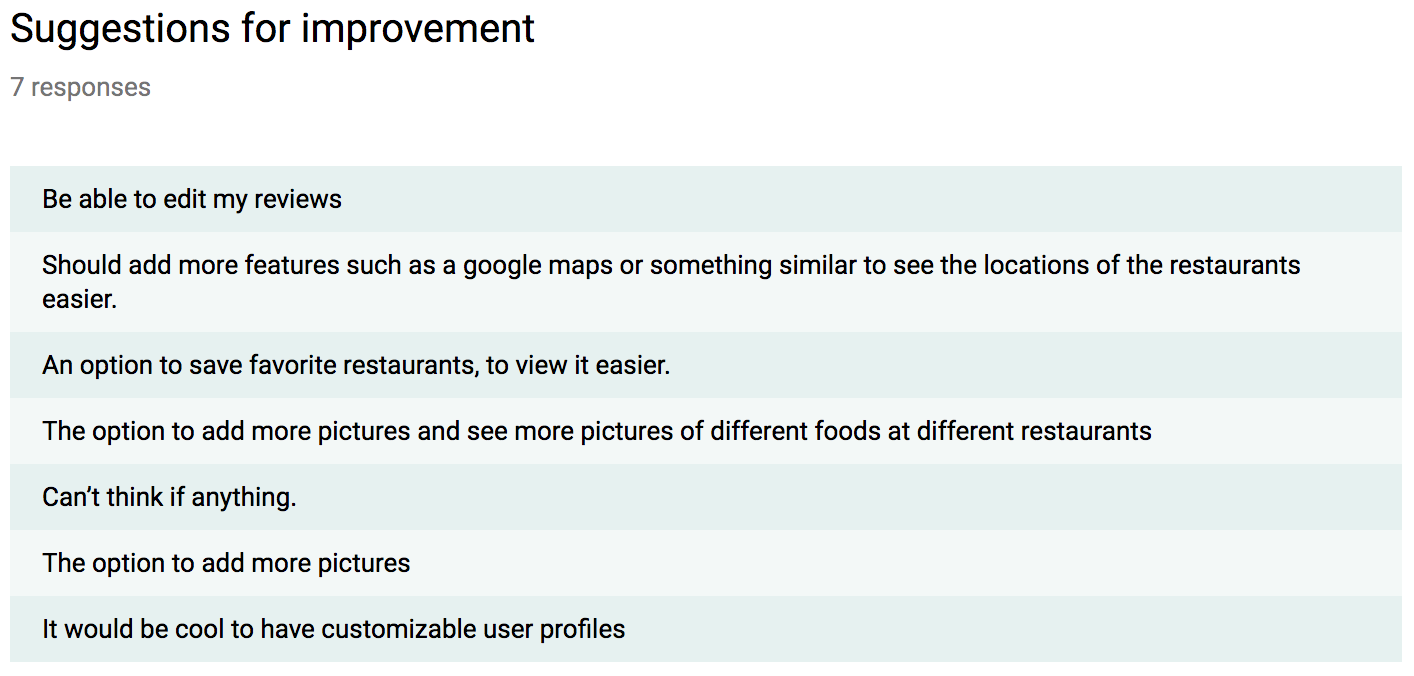 Suggestions for improvement
7 responses
Be able to edit my reviews
Should add more features such as a google maps or something similar to see the locations of the restaurants
easier.
An option to save favorite restaurants, to view it easier.
The option to add more pictures and see more pictures of different foods at different restaurants
Can’t think if anything.
The option to add more pictures
It would be cool to have customizable user profiles